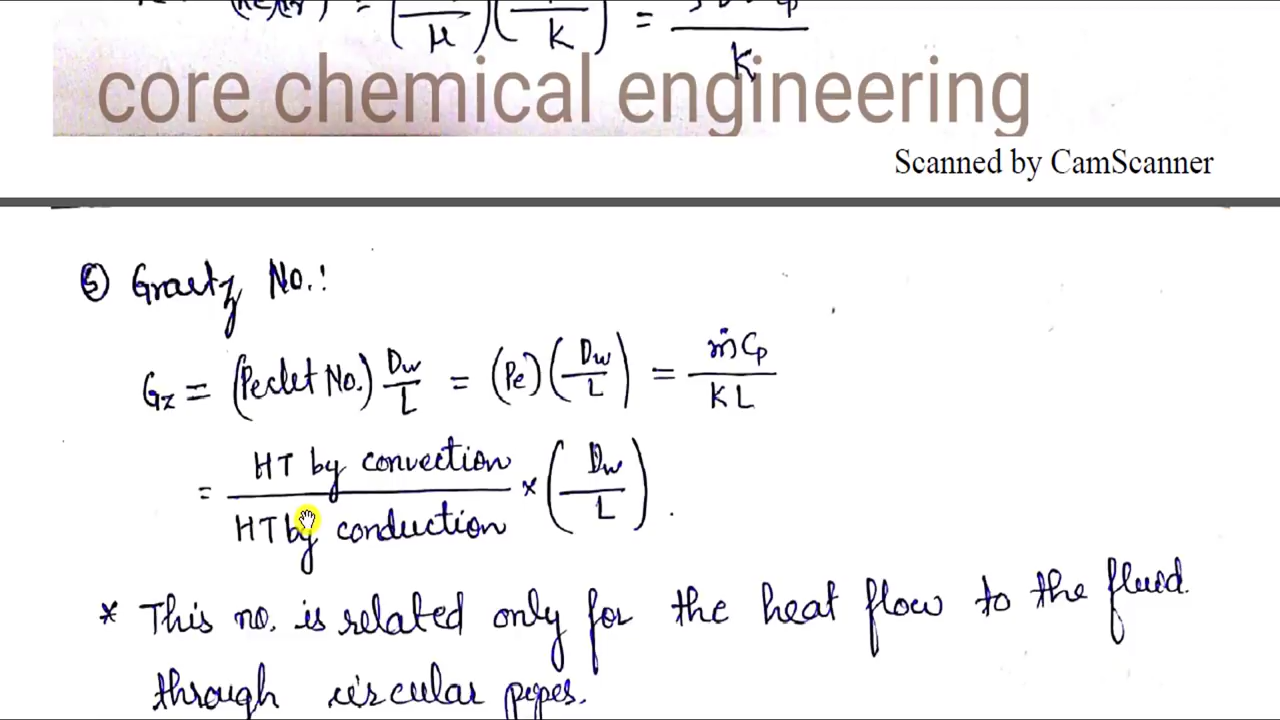 = ( / μ ) ( / k ) = / k
core chemical engineering
Scanned by CamScanner
⑤ Graetz No.:
Gz = (Peclet No.) Dw/L = (Pe) (Dw/L) = ṁCp / KL
= HT by convection / HT by conduction × (Dw/L).
* This no. is related only for the heat flow to the fluid.
through circular pipes.